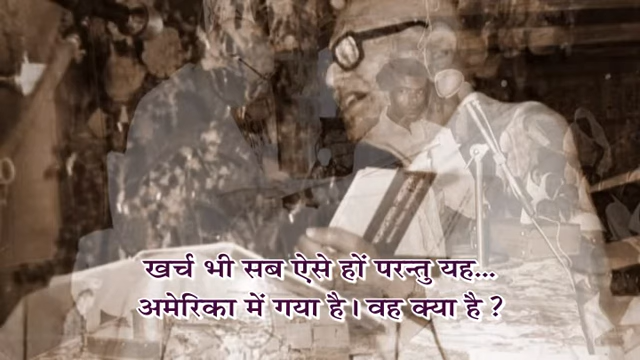 खर्च भी सब ऐसे हों परन्तु यह...
अमेरिका में गया है। वह क्या है ?